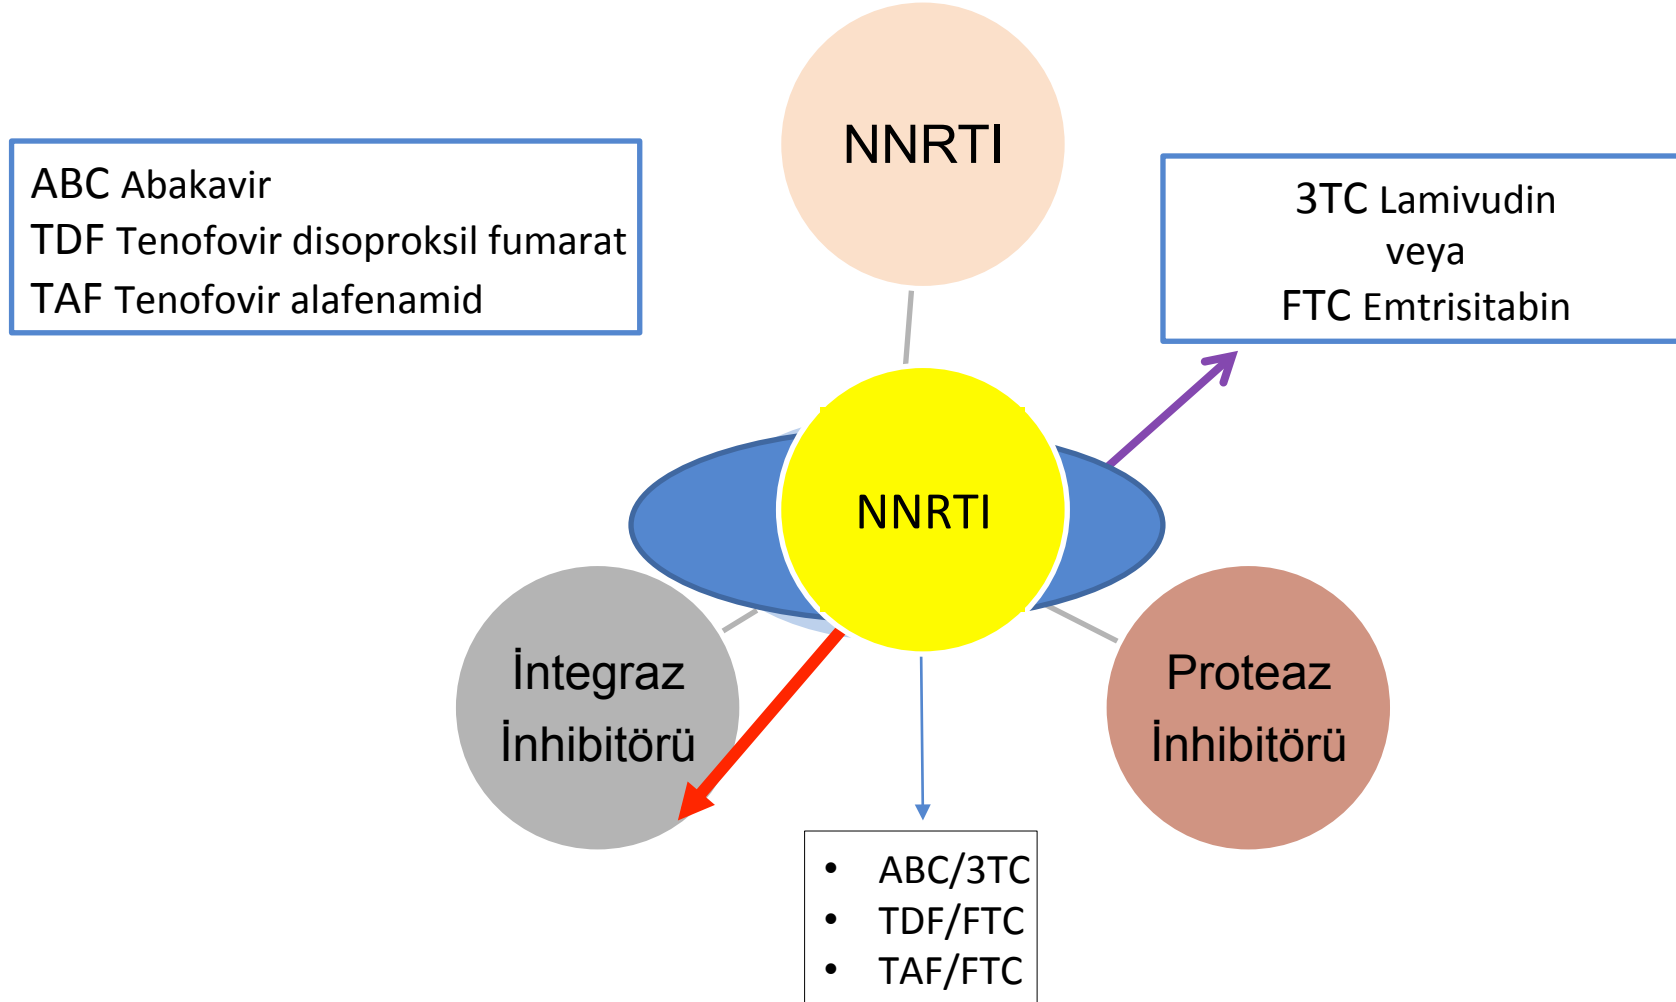 NNRTI
ABC Abakavir
TDF Tenofovir disoproksil fumarat
TAF Tenofovir alafenamid
3TC Lamivudin
veya
FTC Emtrisitabin
NNRTI
İntegraz
İnhibitörü
Proteaz
İnhibitörü
• ABC/3TC
• TDF/FTC
• TAF/FTC